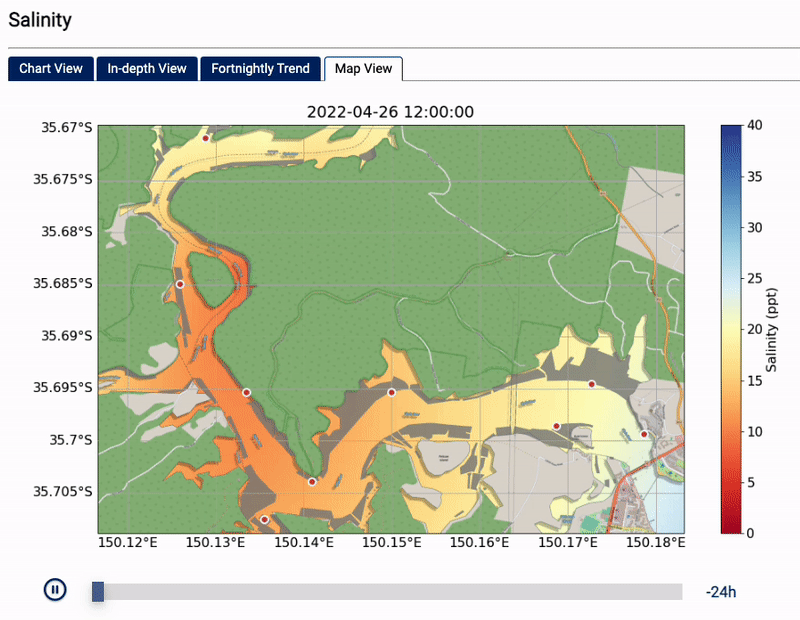 Salinity
Chart View
In-depth View
Fortnightly Trend
Map View
2022-04-26 12:00:00
35.67°S
35.675°S
35.68°S
35.685°S
35.69°S
35.695°S
35.7°S
35.705°S
150.12°E
150.13°E
150.14°E
150.15°E
150.16°E
150.17°E
150.18°E
40
35
30
25
20
15
10
5
0
Salinity (ppt)
-24h